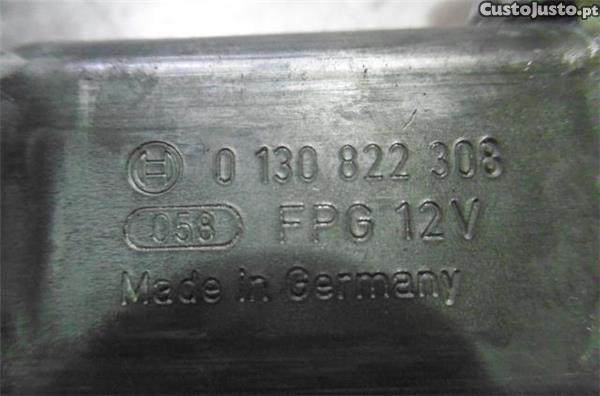 CustoJusto.pt
0 130 822 308
058 FPG 12V
Made in Germany